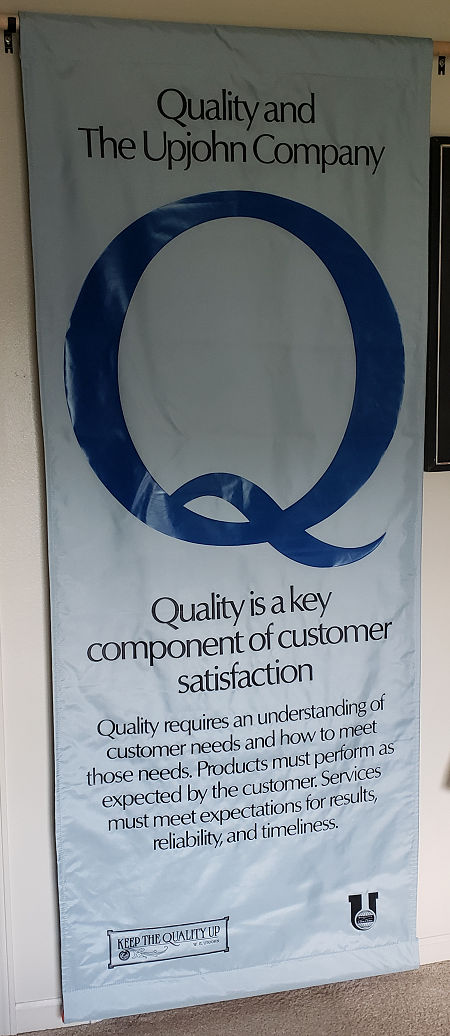 Quality and
The Upjohn Company
Q
Quality is a key
component of customer
satisfaction
Quality requires an understanding of
customer needs and how to meet
those needs. Products must perform as
expected by the customer. Services
must meet expectations for results,
reliability, and timeliness.
KEEP THE QUALITY UP
W. E. UPJOHN
U